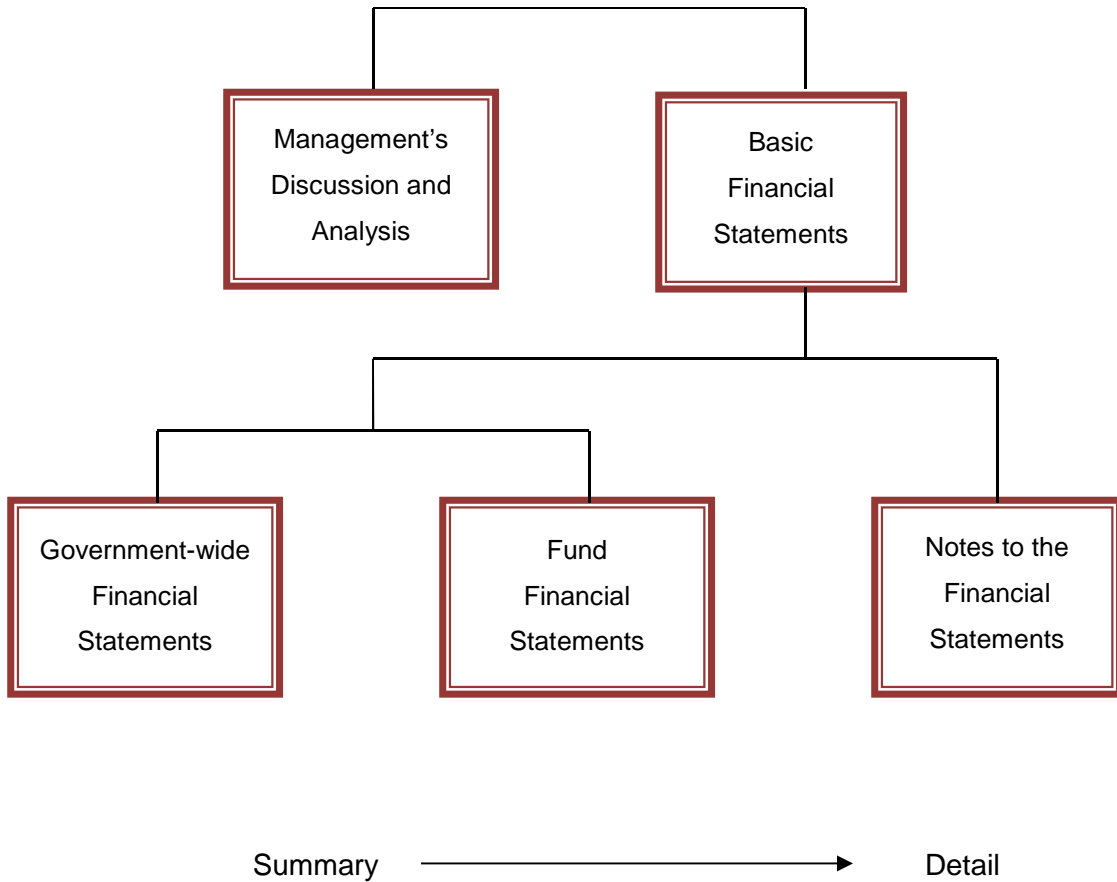 Management’s
Discussion and
Analysis
Basic
Financial
Statements
Government-wide
Financial
Statements
Fund
Financial
Statements
Notes to the
Financial
Statements
Summary
Detail